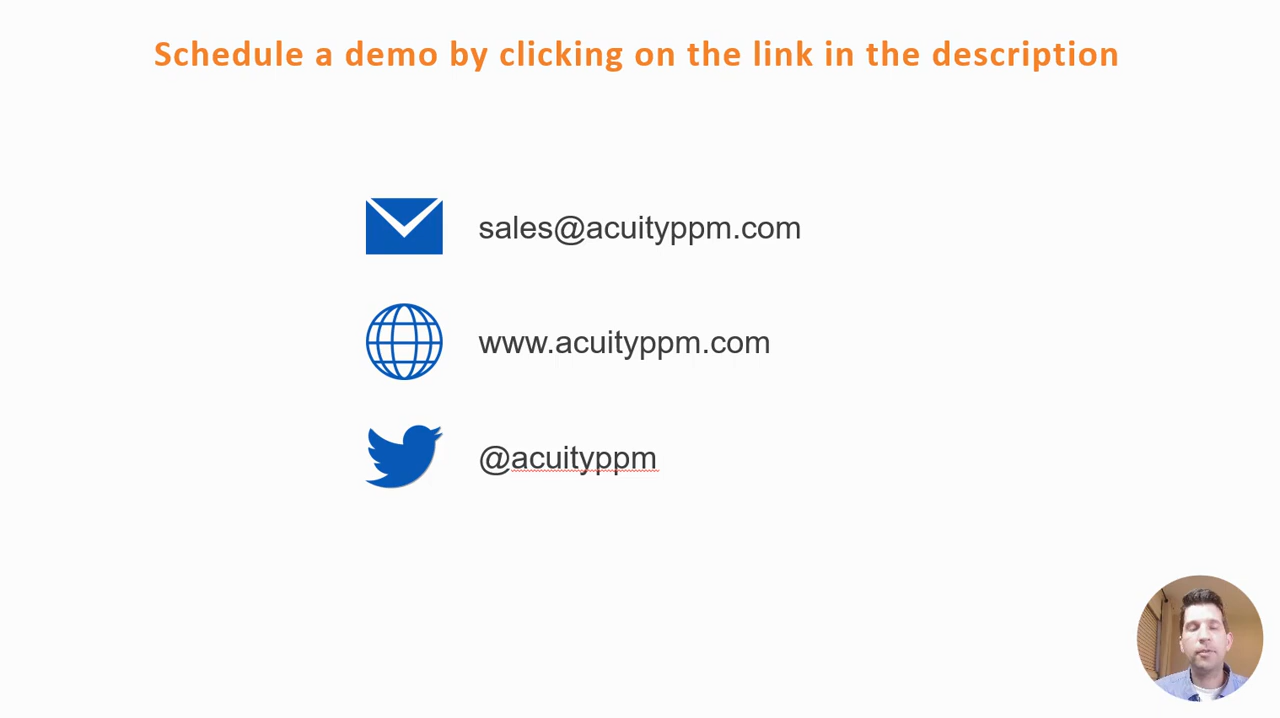 Schedule a demo by clicking on the link in the description
sales@acuityppm.com
www.acuityppm.com
@acuityppm